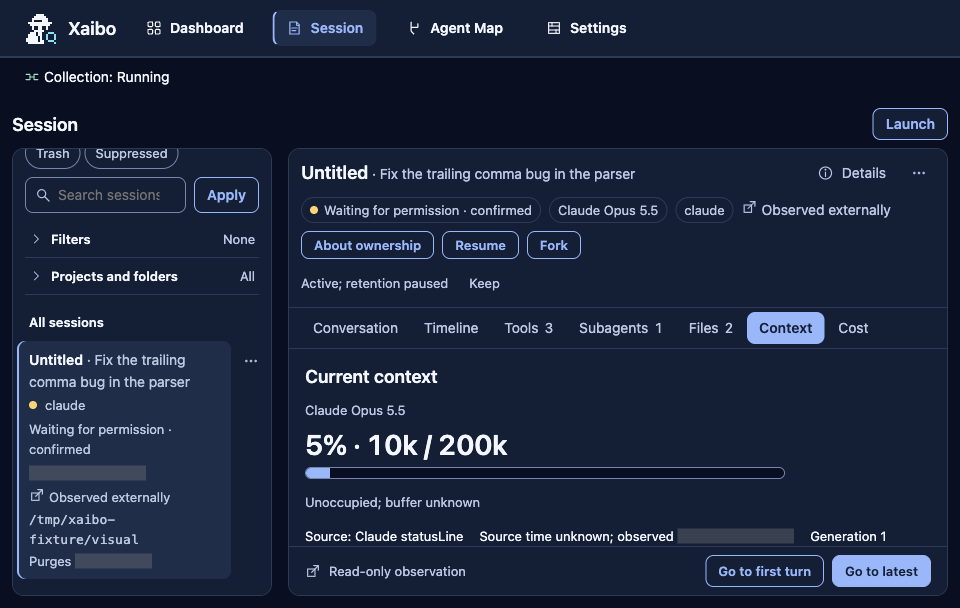 Xaibo
Dashboard
Session
Agent Map
Settings
Collection: Running
Session
Launch
Trash
Suppressed
Search sessions
Apply
Filters
None
Projects and folders
All
All sessions
Untitled · Fix the trailing
comma bug in the parser
claude
Waiting for permission ·
confirmed
Observed externally
/tmp/xaibo-
fixture/visual
Purges
Untitled · Fix the trailing comma bug in the parser
Details
Waiting for permission · confirmed
Claude Opus 5.5
claude
Observed externally
About ownership
Resume
Fork
Active; retention paused
Keep
Conversation
Timeline
Tools 3
Subagents 1
Files 2
Context
Cost
Current context
Claude Opus 5.5
5% · 10k / 200k
Unoccupied; buffer unknown
Source: Claude statusLine
Source time unknown; observed
Generation 1
Read-only observation
Go to first turn
Go to latest